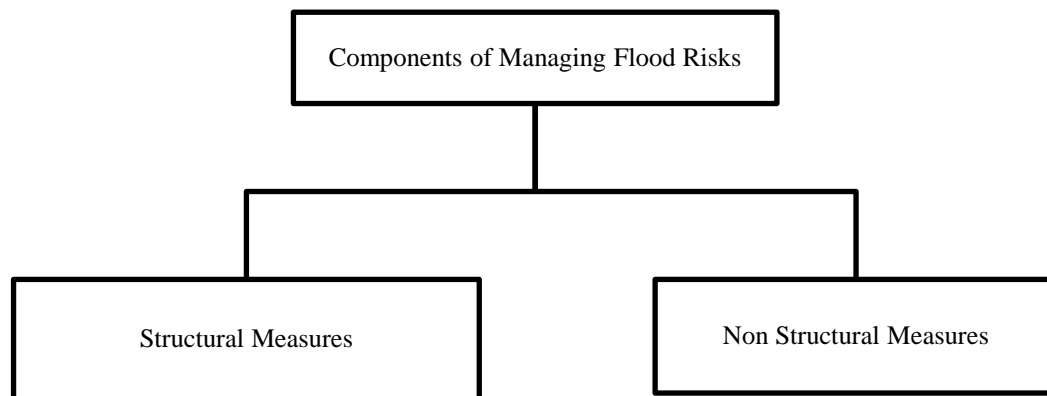 Components of Managing Flood Risks
Structural Measures
Non Structural Measures